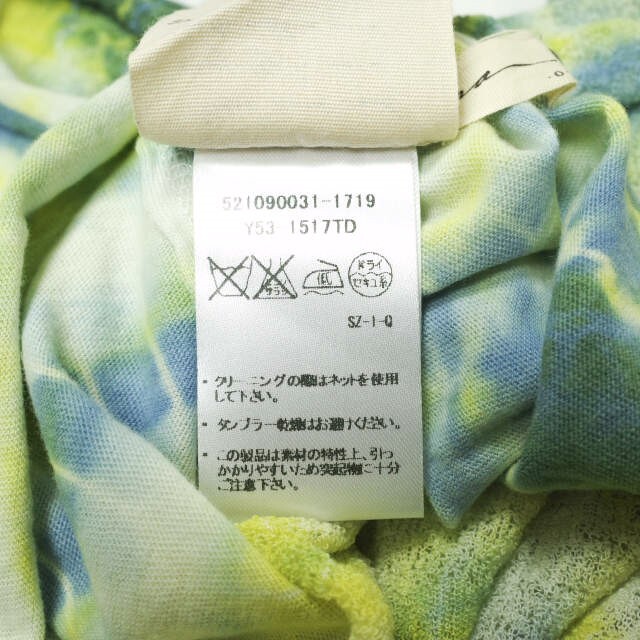 521090031-1719
Y53 1517TD
低
ドライ
セキユ系
SZ-I-Q
・クリーニングの際はネットを使用
して下さい。
・タンブラー乾燥はお避けください。
・この製品は素材の特性上、引っ
かかりやすいため突起物に十分
ご注意下さい。